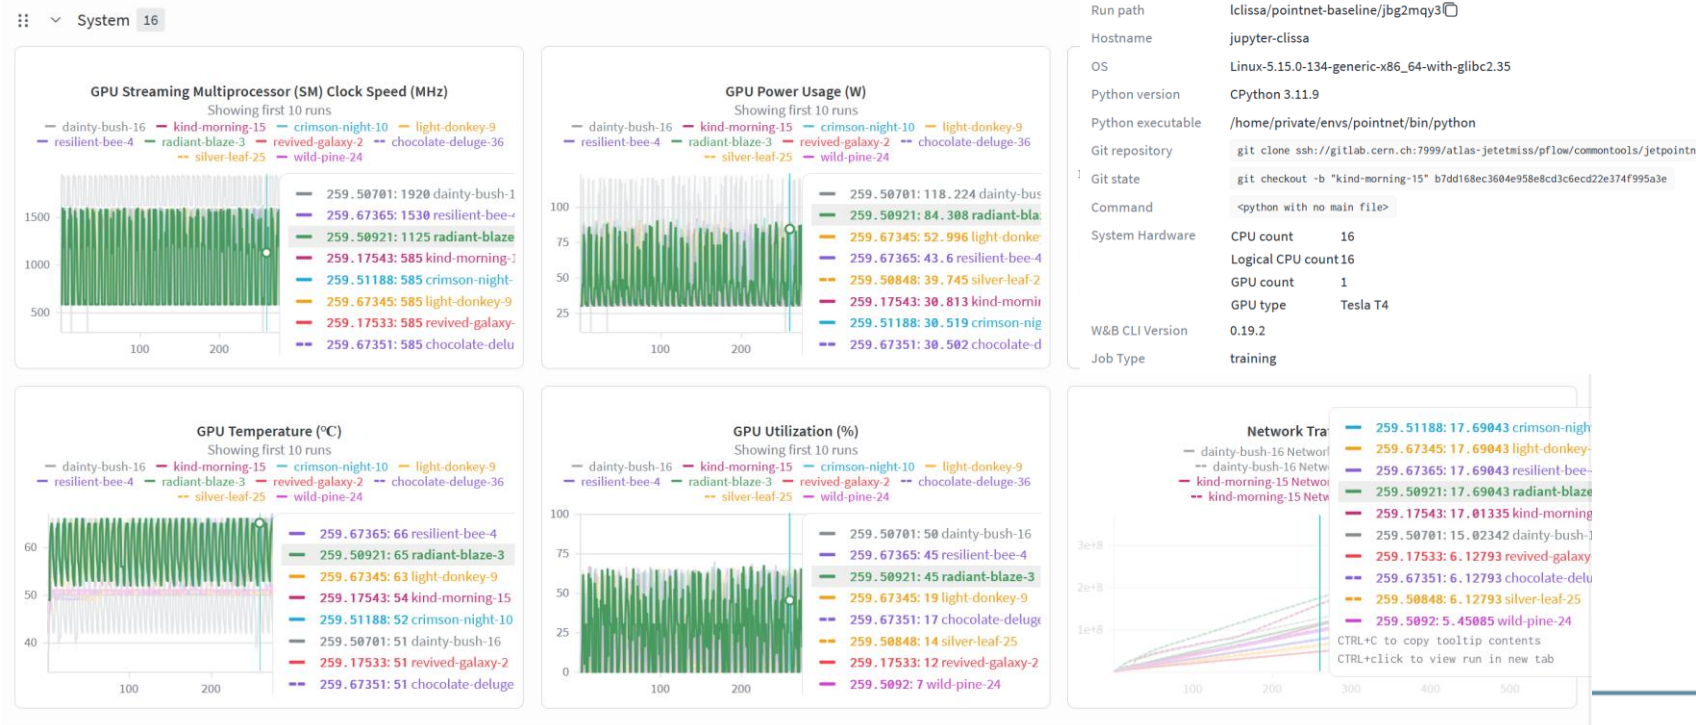 System 16
GPU Streaming Multiprocessor (SM) Clock Speed (MHz)
Showing first 10 runs
dainty-bush-16 kind-morning-15 crimson-night-10 light-donkey-9
resilient-bee-4 radiant-blaze-3 revived-galaxy-2 chocolate-deluge-36
silver-leaf-25 wild-pine-24
259.50701: 1920 dainty-bush-1
259.67365: 1530 resilient-bee-4
259.50921: 1125 radiant-blaze
259.17543: 585 kind-morning-1
259.51188: 585 crimson-night-
259.67345: 585 light-donkey-9
259.17533: 585 revived-galaxy-
259.67351: 585 chocolate-delu
1500
1000
500
100 200
GPU Power Usage (W)
Showing first 10 runs
dainty-bush-16 kind-morning-15 crimson-night-10 light-donkey-9
resilient-bee-4 radiant-blaze-3 revived-galaxy-2 chocolate-deluge-36
silver-leaf-25 wild-pine-24
259.50701: 118.224 dainty-bus
259.50921: 84.308 radiant-bla
259.67345: 52.996 light-donke
259.67365: 43.6 resilient-bee-4
259.50848: 39.745 silver-leaf-2
259.17543: 30.813 kind-morni
259.51188: 30.519 crimson-nig
259.67351: 30.502 chocolate-d
100
75
50
25
100 200
Run path lclissa/pointnet-baseline/jbg2mqy3
Hostname jupyter-clissa
OS Linux-5.15.0-134-generic-x86_64-with-glibc2.35
Python version CPython 3.11.9
Python executable /home/private/envs/pointnet/bin/python
Git repository git clone ssh://gitlab.cern.ch:7999/atlas-jetetmiss/pflow/commontools/jetpointn
Git state git checkout -b "kind-morning-15" b7dd168ec3604e958e8cd3c6ecd22e374f995a3e
Command <python with no main file>
System Hardware CPU count 16
Logical CPU count 16
GPU count 1
GPU type Tesla T4
W&B CLI Version 0.19.2
Job Type training
GPU Temperature (℃)
Showing first 10 runs
dainty-bush-16 kind-morning-15 crimson-night-10 light-donkey-9
resilient-bee-4 radiant-blaze-3 revived-galaxy-2 chocolate-deluge-36
silver-leaf-25 wild-pine-24
259.67365: 66 resilient-bee-4
259.50921: 65 radiant-blaze-3
259.67345: 63 light-donkey-9
259.17543: 54 kind-morning-15
259.51188: 52 crimson-night-10
259.50701: 51 dainty-bush-16
259.17533: 51 revived-galaxy-2
259.67351: 51 chocolate-deluge
60
50
40
100 200
GPU Utilization (%)
Showing first 10 runs
dainty-bush-16 kind-morning-15 crimson-night-10 light-donkey-9
resilient-bee-4 radiant-blaze-3 revived-galaxy-2 chocolate-deluge-36
silver-leaf-25 wild-pine-24
259.50701: 50 dainty-bush-16
259.67365: 45 resilient-bee-4
259.50921: 45 radiant-blaze-3
259.67345: 19 light-donkey-9
259.67351: 17 chocolate-deluge
259.50848: 14 silver-leaf-25
259.17533: 12 revived-galaxy-2
259.5092: 7 wild-pine-24
100
75
50
25
0
100 200
Network Tra
dainty-bush-16 Network
dainty-bush-16 Netw
kind-morning-15 Networ
kind-morning-15 Netw
259.51188: 17.69043 crimson-nigh
259.67345: 17.69043 light-donkey-
259.67365: 17.69043 resilient-bee-
259.50921: 17.69043 radiant-blaze
259.17543: 17.01335 kind-morning
259.50701: 15.02342 dainty-bush-1
259.17533: 6.12793 revived-galaxy
259.67351: 6.12793 chocolate-delu
259.50848: 6.12793 silver-leaf-25
259.5092: 5.45085 wild-pine-24
CTRL+C to copy tooltip contents
CTRL+click to view run in new tab
3e+8
2e+8
1e+8
100 200 300 400 500